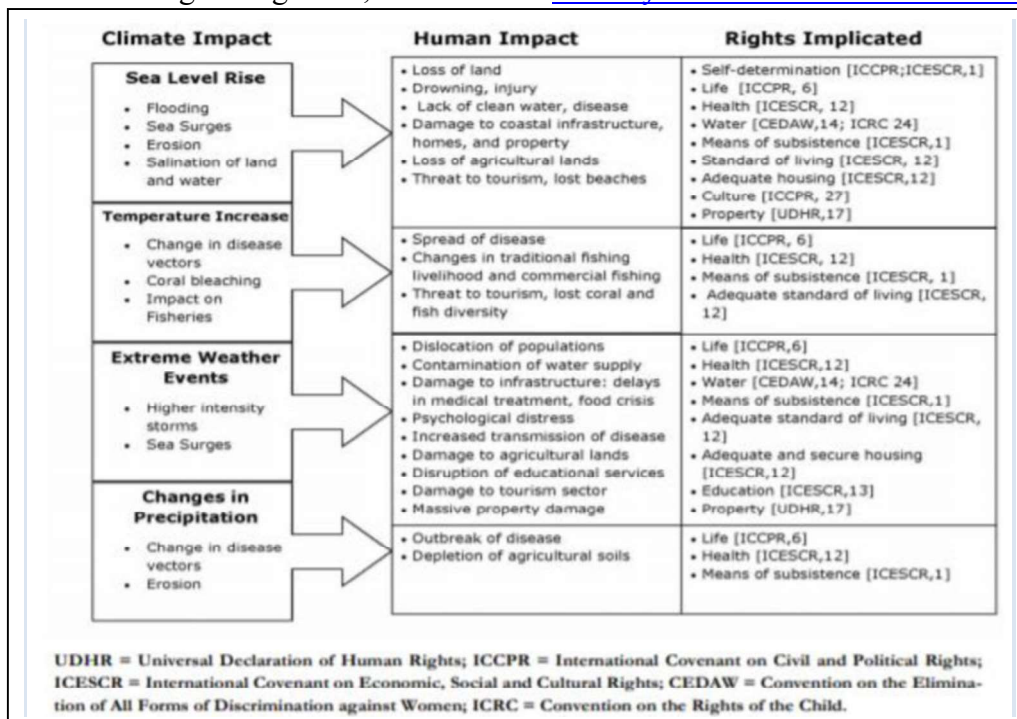 Climate Impact
Human Impact
Rights Implicated
Sea Level Rise
• Flooding
• Sea Surges
• Erosion
• Salination of land
and water
• Loss of land
• Drowning, injury
• Lack of clean water, disease
• Damage to coastal infrastructure,
homes, and property
• Loss of agricultural lands
• Threat to tourism, lost beaches
• Self-determination [ICCPR;ICESCR,1]
• Life [ICCPR, 6]
• Health [ICESCR, 12]
• Water [CEDAW,14; ICRC 24]
• Means of subsistence [ICESCR,1]
• Standard of living [ICESCR, 12]
• Adequate housing [ICESCR,12]
• Culture [ICCPR, 27]
• Property [UDHR,17]
Temperature Increase
• Change in disease
vectors
• Coral bleaching
• Impact on
Fisheries
• Spread of disease
• Changes in traditional fishing
livelihood and commercial fishing
• Threat to tourism, lost coral and
fish diversity
• Life [ICCPR, 6]
• Health [ICESCR, 12]
• Means of subsistence [ICESCR, 1]
• Adequate standard of living [ICESCR,
12]
Extreme Weather
Events
• Higher intensity
storms
• Sea Surges
• Dislocation of populations
• Contamination of water supply
• Damage to infrastructure: delays
in medical treatment, food crisis
• Psychological distress
• Increased transmission of disease
• Damage to agricultural lands
• Disruption of educational services
• Damage to tourism sector
• Massive property damage
• Life [ICCPR,6]
• Health [ICESCR,12]
• Water [CEDAW,14; ICRC 24]
• Means of subsistence [ICESCR,1]
• Adequate standard of living [ICESCR,
12]
• Adequate and secure housing
[ICESCR,12]
• Education [ICESCR,13]
• Property [UDHR,17]
Changes in
Precipitation
• Change in disease
vectors
• Erosion
• Outbreak of disease
• Depletion of agricultural soils
• Life [ICCPR,6]
• Health [ICESCR,12]
• Means of subsistence [ICESCR,1]
UDHR = Universal Declaration of Human Rights; ICCPR = International Covenant on Civil and Political Rights;
ICESCR = International Covenant on Economic, Social and Cultural Rights; CEDAW = Convention on the Elimina-
tion of All Forms of Discrimination against Women; ICRC = Convention on the Rights of the Child.